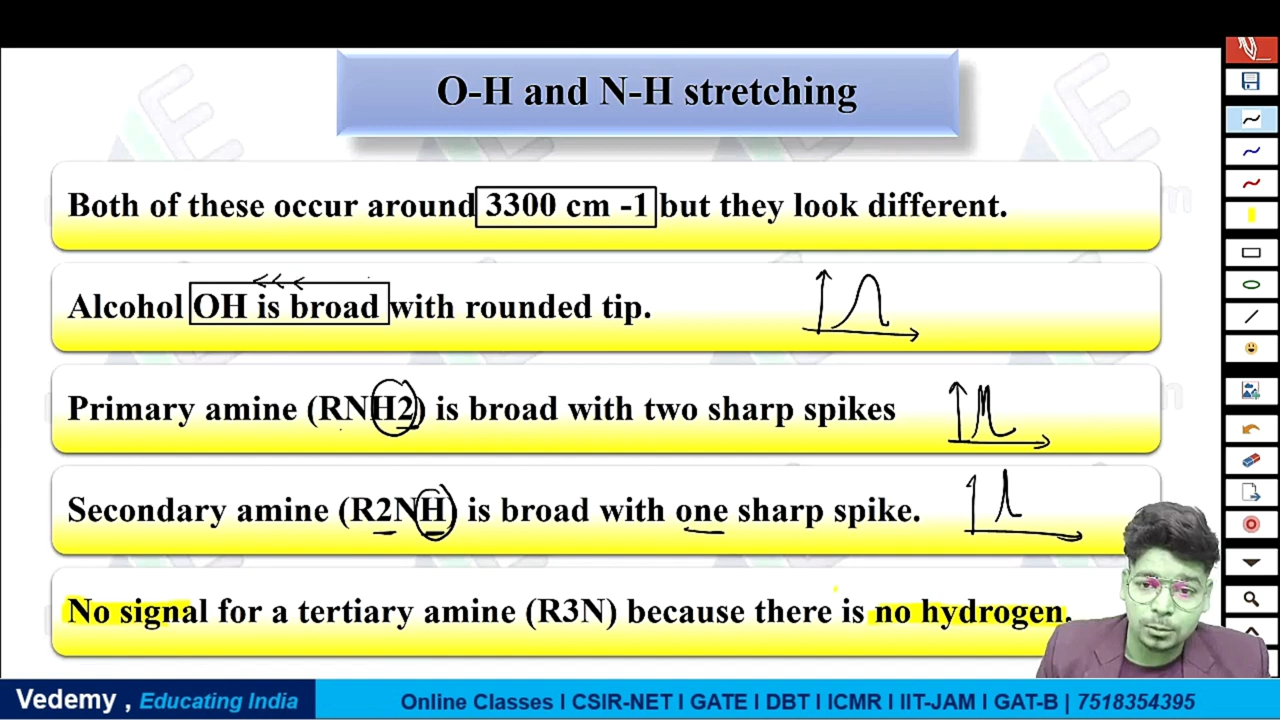 O-H and N-H stretching
Both of these occur around 3300 cm -1 but they look different.
Alcohol OH is broad with rounded tip.
Primary amine (RNH2) is broad with two sharp spikes
Secondary amine (R2NH) is broad with one sharp spike.
No signal for a tertiary amine (R3N) because there is no hydrogen.
Vedemy , Educating India
Online Classes I CSIR-NET I GATE I DBT I ICMR I IIT-JAM I GAT-B | 7518354395